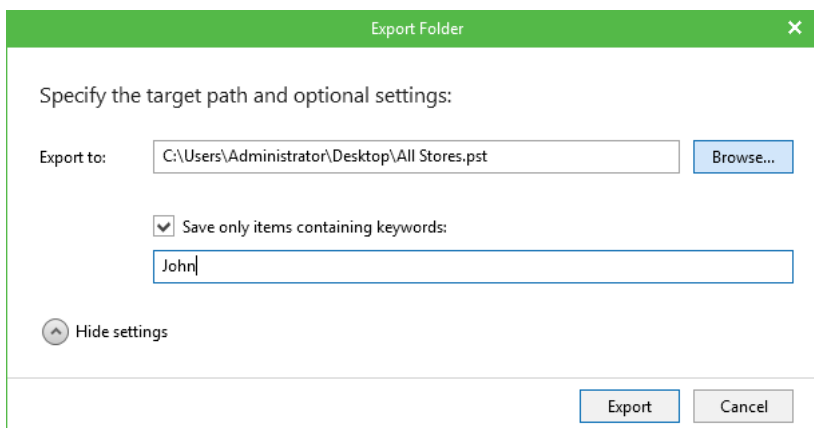 Export Folder
Specify the target path and optional settings:
Export to: C:\Users\Administrator\Desktop\All Stores.pst Browse...
Save only items containing keywords:
John
Hide settings
Export Cancel